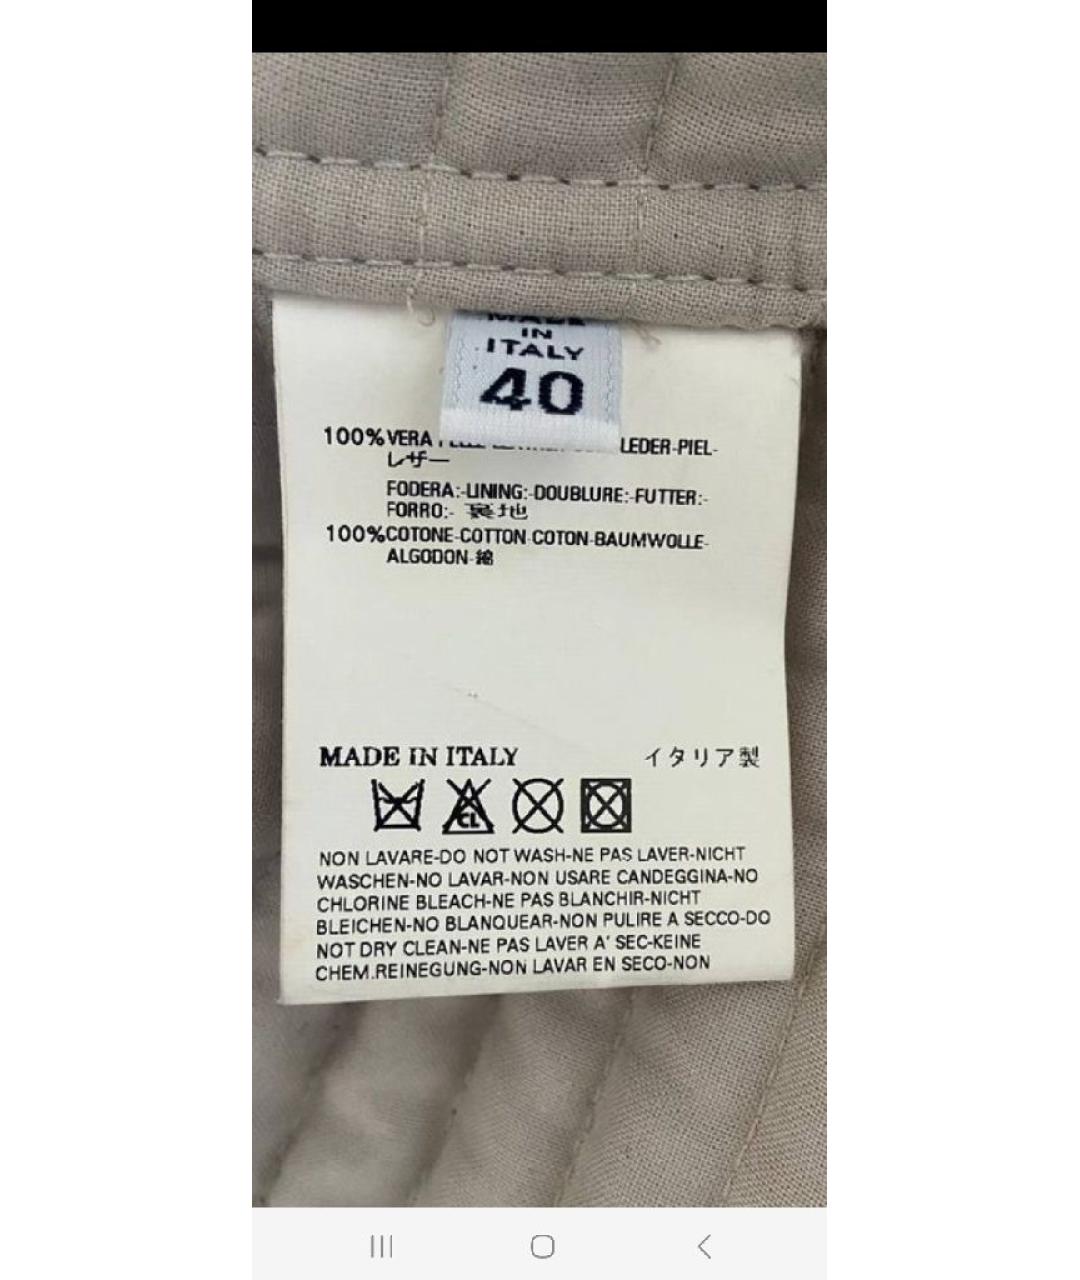 MADE
IN
ITALY
40
100% VERA LEDER-PIEL-
レザー
FODERA:-LINING:-DOUBLURE:-FUTTER:-
FORRO:- 裏地
100% COTONE-COTTON-COTON-BAUMWOLLE-
ALGODON-綿
MADE IN ITALY イタリア製
CL
NON LAVARE-DO NOT WASH-NE PAS LAVER-NICHT
WASCHEN-NO LAVAR-NON USARE CANDEGGINA-NO
CHLORINE BLEACH-NE PAS BLANCHIR-NICHT
BLEICHEN-NO BLANQUEAR-NON PULIRE A SECCO-DO
NOT DRY CLEAN-NE PAS LAVER A' SEC-KEINE
CHEM.REINEGUNG-NON LAVAR EN SECO-NON